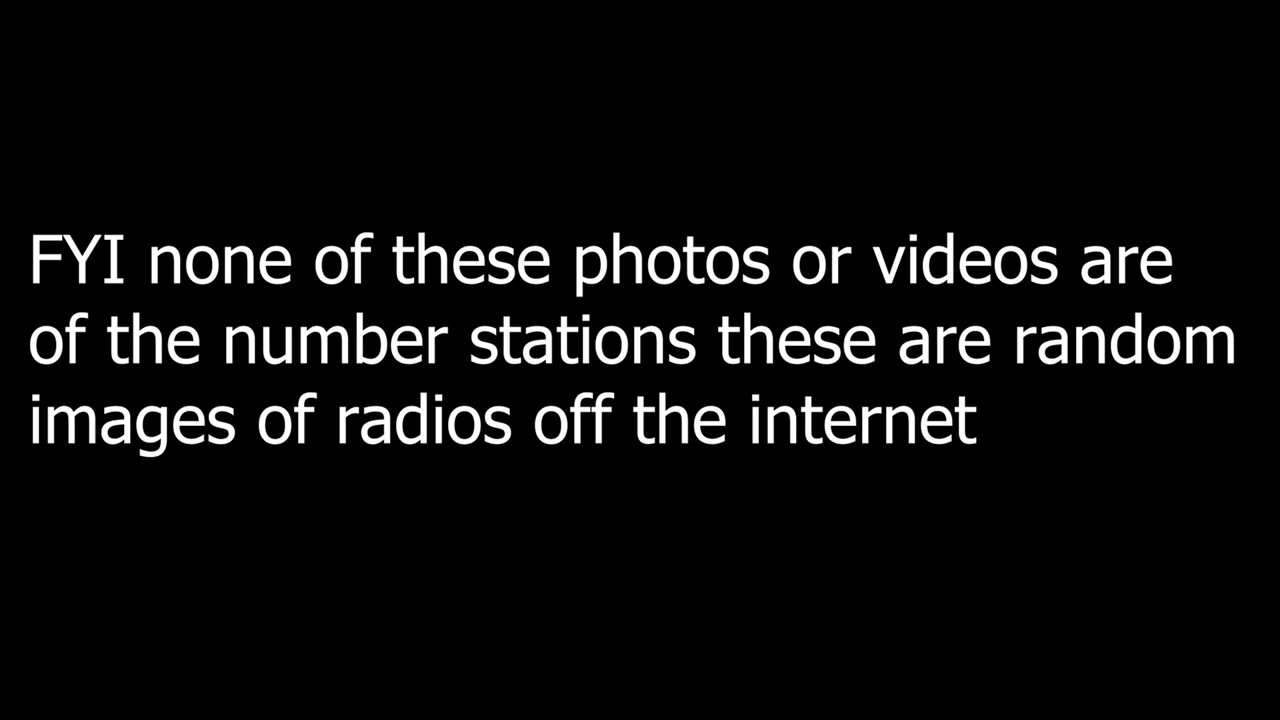 FYI none of these photos or videos are
of the number stations these are random
images of radios off the internet